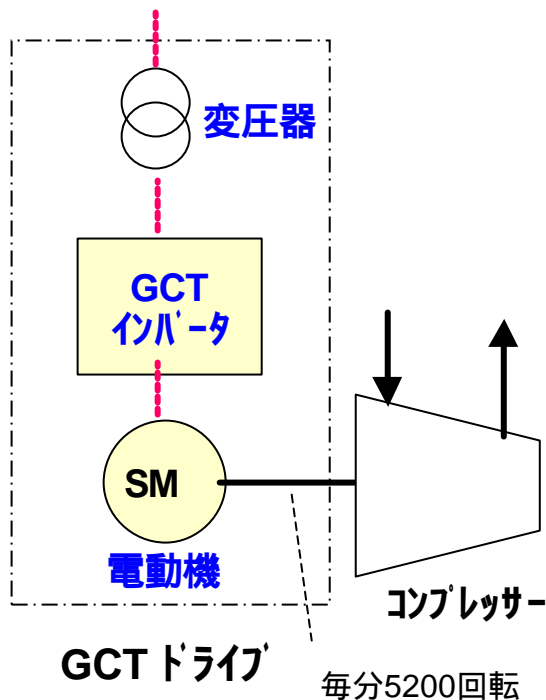 変圧器
GCT
インバータ
SM
電動機
コンプレッサー
GCT ドライブ
毎分5200回転